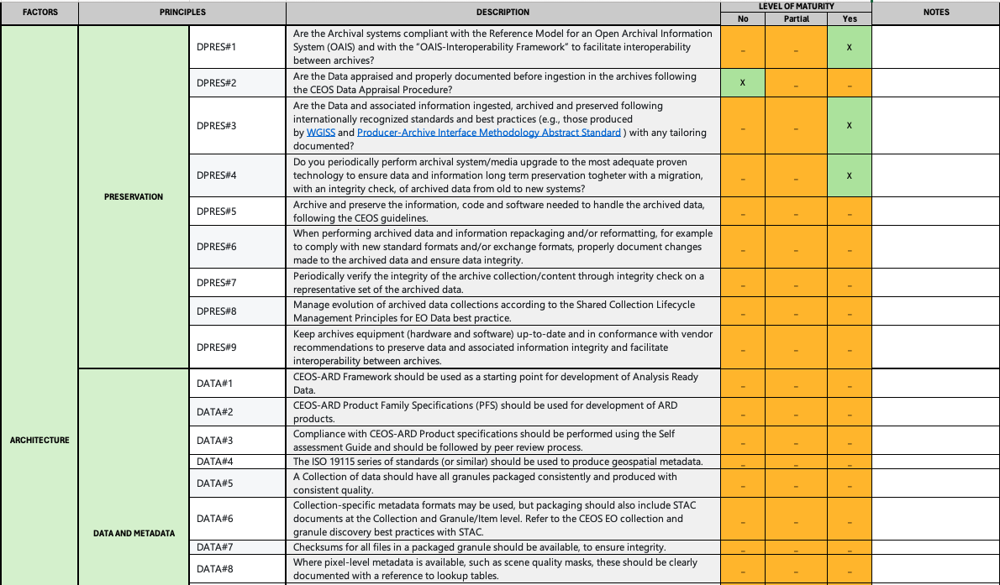 FACTORS PRINCIPLES DESCRIPTION LEVEL OF MATURITY NOTES
No Partial Yes
ARCHITECTURE
PRESERVATION
DPRES#1
Are the Archival systems compliant with the Reference Model for an Open Archival Information
System (OAIS) and with the “OAIS-Interoperability Framework” to facilitate interoperability
between archives?
_ _ X
DPRES#2
Are the Data appraised and properly documented before ingestion in the archives following
the CEOS Data Appraisal Procedure?
X _ _
DPRES#3
Are the Data and associated information ingested, archived and preserved following
internationally recognized standards and best practices (e.g., those produced
by WGISS and Producer-Archive Interface Methodology Abstract Standard ) with any tailoring
documented?
_ _ X
DPRES#4
Do you periodically perform archival system/media upgrade to the most adequate proven
technology to ensure data and information long term preservation togheter with a migration,
with an integrity check, of archived data from old to new systems?
_ _ X
DPRES#5
Archive and preserve the information, code and software needed to handle the archived data,
following the CEOS guidelines.
_ _ _
DPRES#6
When performing archived data and information repackaging and/or reformatting, for example
to comply with new standard formats and/or exchange formats, properly document changes
made to the archived data and ensure data integrity.
_ _ _
DPRES#7
Periodically verify the integrity of the archive collection/content through integrity check on a
representative set of the archived data.
_ _ _
DPRES#8
Manage evolution of archived data collections according to the Shared Collection Lifecycle
Management Principles for EO Data best practice.
_ _ _
DPRES#9
Keep archives equipment (hardware and software) up-to-date and in conformance with vendor
recommendations to preserve data and associated information integrity and facilitate
interoperability between archives.
_ _ _
DATA AND METADATA
DATA#1
CEOS-ARD Framework should be used as a starting point for development of Analysis Ready
Data.
_ _ _
DATA#2
CEOS-ARD Product Family Specifications (PFS) should be used for development of ARD
products.
_ _ _
DATA#3
Compliance with CEOS-ARD Product specifications should be performed using the Self
assessment Guide and should be followed by peer review process.
_ _ _
DATA#4
The ISO 19115 series of standards (or similar) should be used to produce geospatial metadata.
_ _ _
DATA#5
A Collection of data should have all granules packaged consistently and produced with
consistent quality.
_ _ _
DATA#6
Collection-specific metadata formats may be used, but packaging should also include STAC
documents at the Collection and Granule/Item level. Refer to the CEOS EO collection and
granule discovery best practices with STAC.
_ _ _
DATA#7
Checksums for all files in a packaged granule should be available, to ensure integrity.
_ _ _
DATA#8
Where pixel-level metadata is available, such as scene quality masks, these should be clearly
documented with a reference to lookup tables.
_ _ _